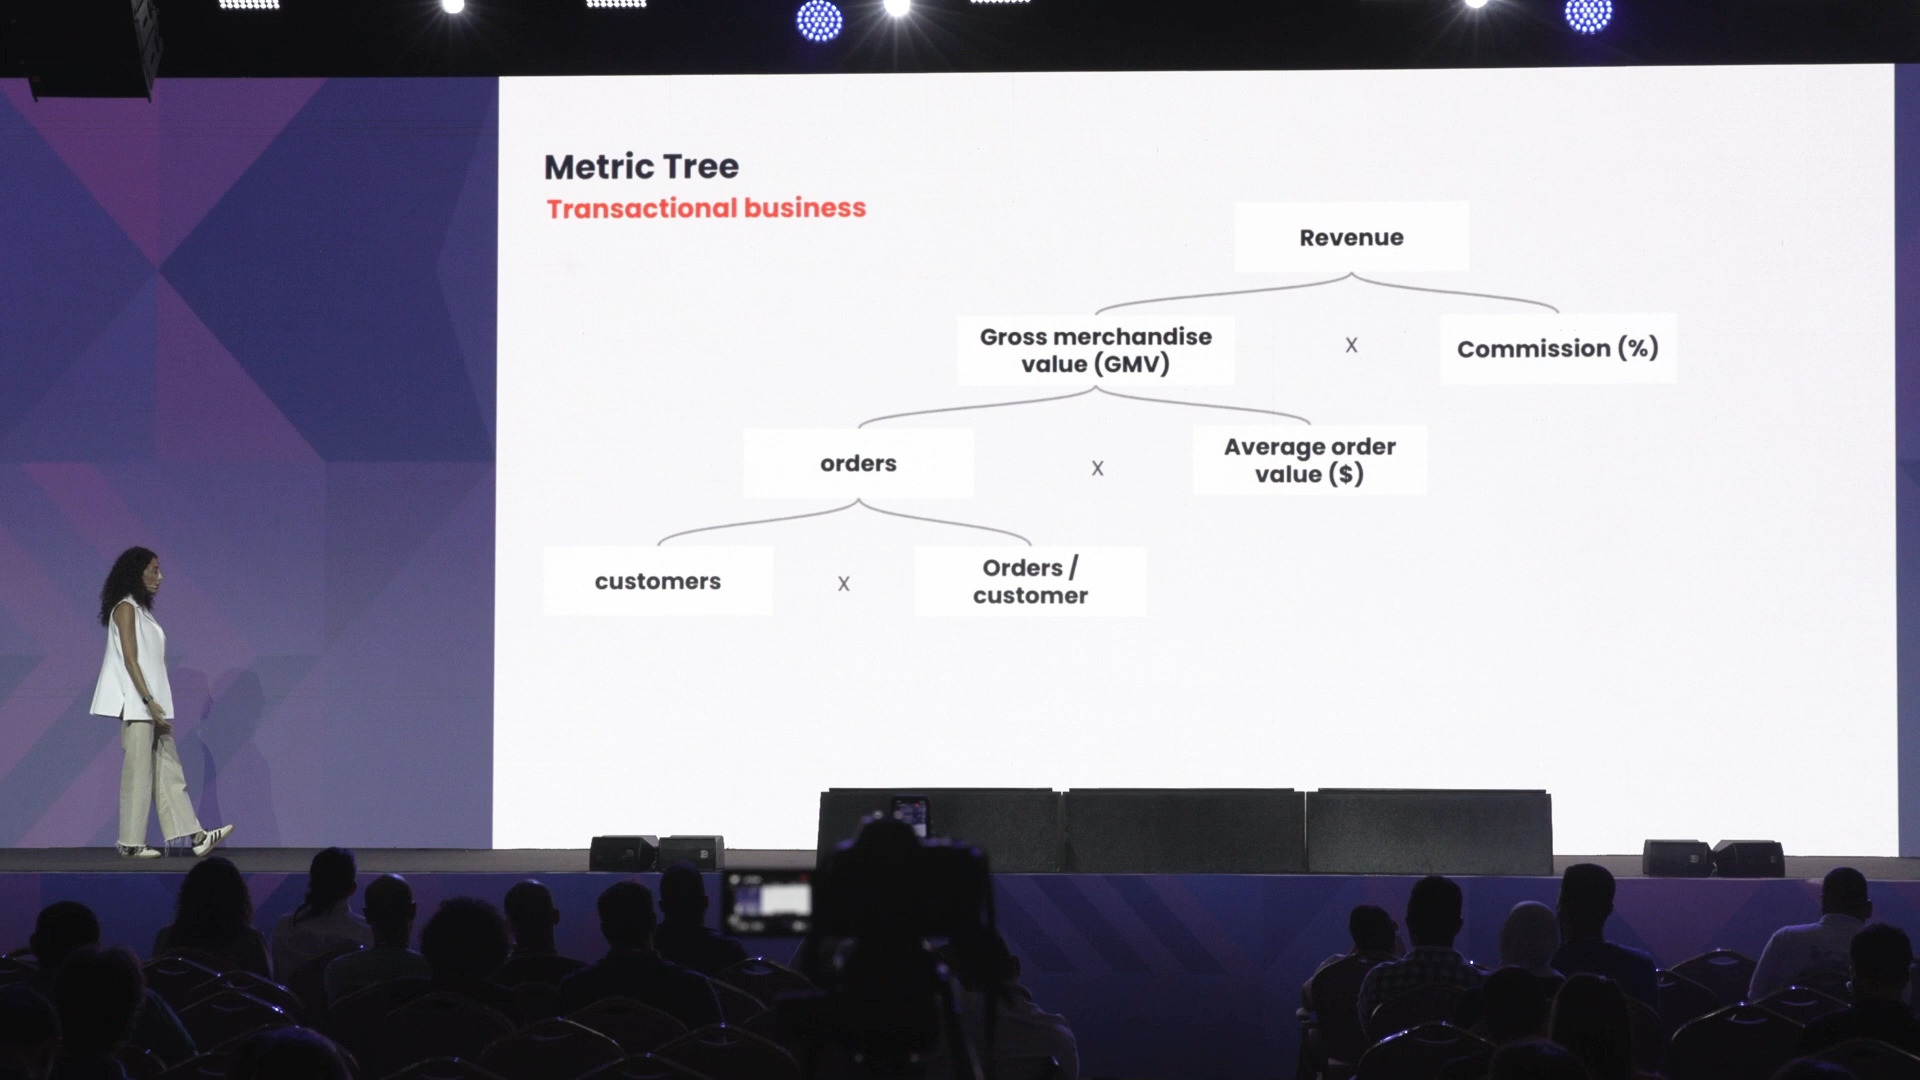 Metric Tree
Transactional business
Revenue
Gross merchandise
value (GMV)
x
Commission (%)
orders
x
Average order
value ($)
customers
x
Orders /
customer